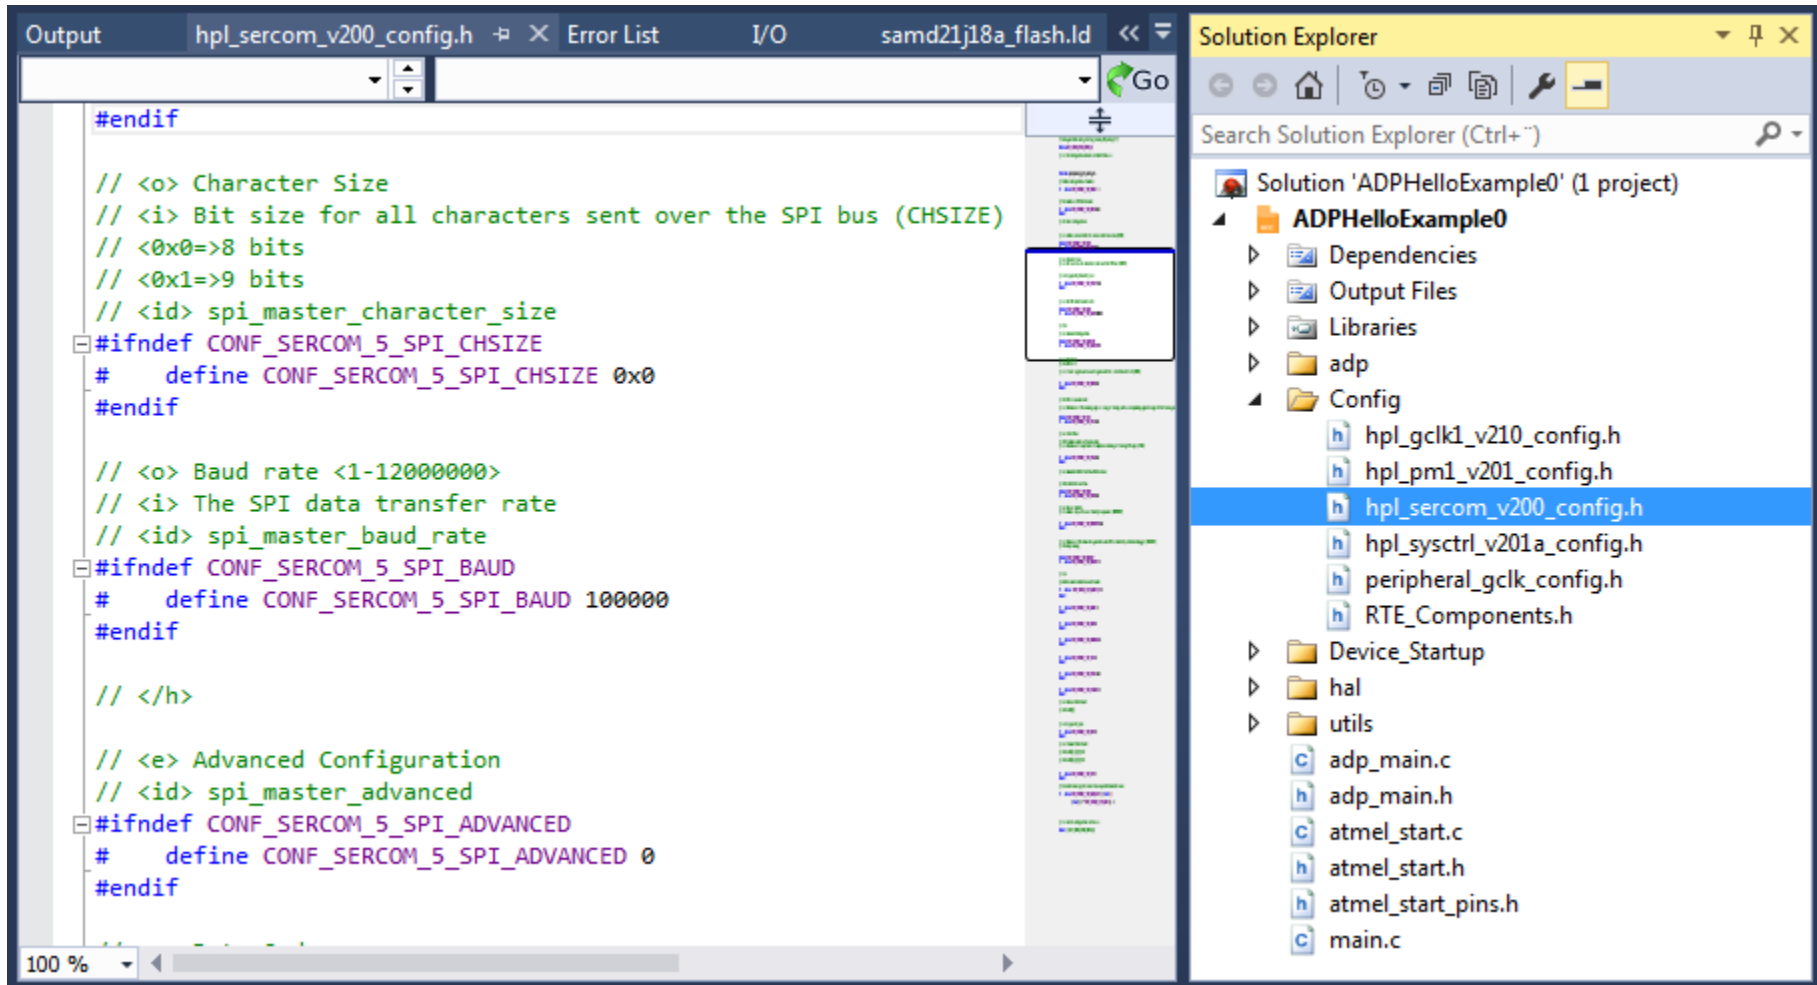 Output
hpl_sercom_v200_config.h
Error List
I/O
samd21j18a_flash.ld
Go
#endif
// <o> Character Size
// <i> Bit size for all characters sent over the SPI bus (CHSIZE)
// <0x0=>8 bits
// <0x1=>9 bits
// <id> spi_master_character_size
#ifndef CONF_SERCOM_5_SPI_CHSIZE
#    define CONF_SERCOM_5_SPI_CHSIZE 0x0
#endif
// <o> Baud rate <1-12000000>
// <i> The SPI data transfer rate
// <id> spi_master_baud_rate
#ifndef CONF_SERCOM_5_SPI_BAUD
#    define CONF_SERCOM_5_SPI_BAUD 100000
#endif
// </h>
// <e> Advanced Configuration
// <id> spi_master_advanced
#ifndef CONF_SERCOM_5_SPI_ADVANCED
#    define CONF_SERCOM_5_SPI_ADVANCED 0
#endif
100 %
Solution Explorer
Search Solution Explorer (Ctrl+¨)
Solution 'ADPHelloExample0' (1 project)
ADPHelloExample0
Dependencies
Output Files
Libraries
adp
Config
hpl_gclk1_v210_config.h
hpl_pm1_v201_config.h
hpl_sercom_v200_config.h
hpl_sysctrl_v201a_config.h
peripheral_gclk_config.h
RTE_Components.h
Device_Startup
hal
utils
adp_main.c
adp_main.h
atmel_start.c
atmel_start.h
atmel_start_pins.h
main.c